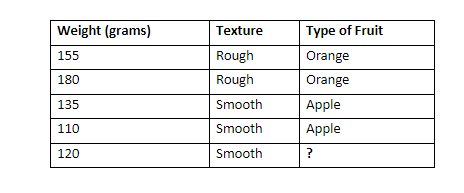 Weight (grams) Texture Type of Fruit
155 Rough Orange
180 Rough Orange
135 Smooth Apple
110 Smooth Apple
120 Smooth ?